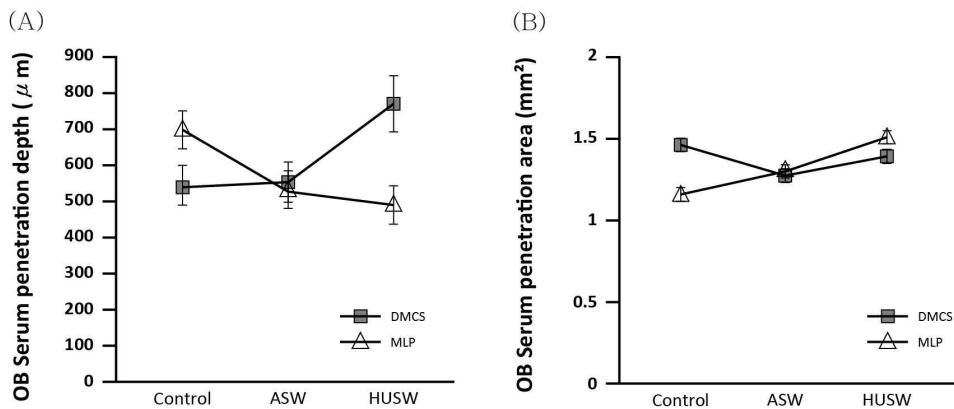 (A)
OB Serum penetration depth ( μ m)
900
800
700
600
500
400
300
200
100
0
Control ASW HUSW
DMCS
MLP
(B)
OB Serum penetration area (mm²)
2
1.5
1
0.5
0
Control ASW HUSW
DMCS
MLP